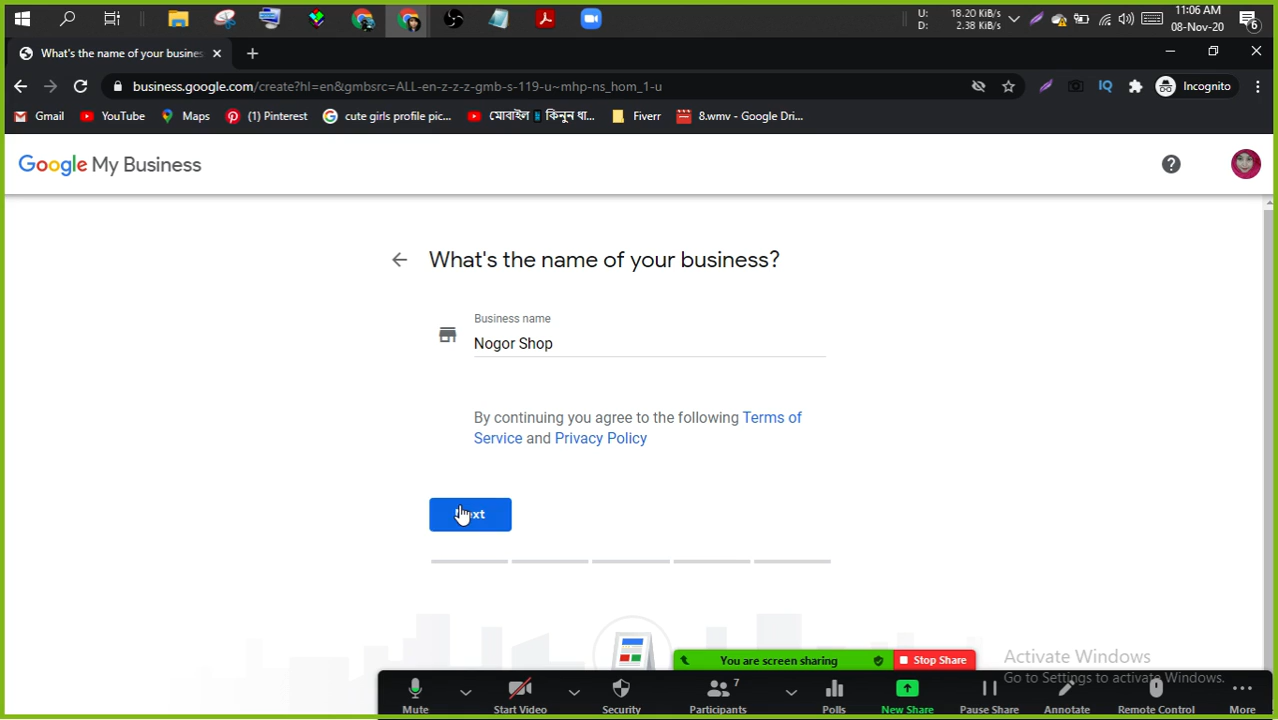 U: 18.20 KiB/s
D: 2.38 KiB/s
11:06 AM
08-Nov-20
6
What's the name of your busines
business.google.com/create?hl=en&gmbsrc=ALL-en-z-z-z-gmb-s-119-u~mhp-ns_hom_1-u
IQ
Incognito
Gmail
YouTube
Maps
(1) Pinterest
cute girls profile pic...
মোবাইল কিনুন ধা...
Fiverr
8.wmv - Google Dri...
Google My Business
What's the name of your business?
Business name
Nogor Shop
By continuing you agree to the following Terms of
Service and Privacy Policy
Next
You are screen sharing
Stop Share
Activate Windows
Go to Settings to activate Windows.
7
Mute
Start Video
Security
Participants
Polls
New Share
Pause Share
Annotate
Remote Control
More